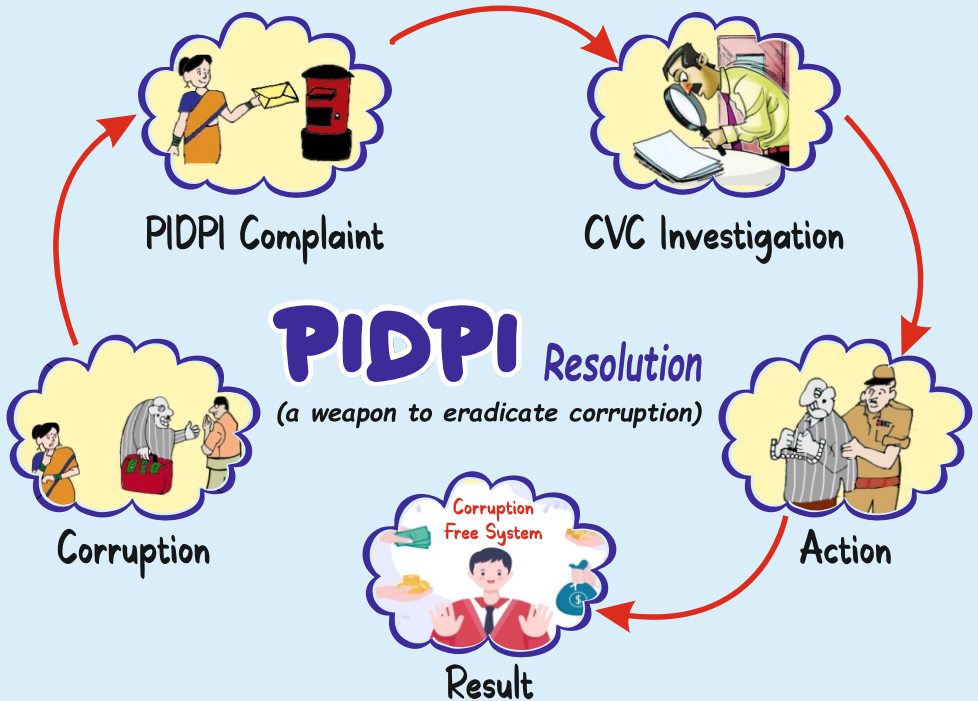 PIDPI Complaint
CVC Investigation
PIDPI Resolution
(a weapon to eradicate corruption)
Corruption
Action
Corruption
Free System
$
Result